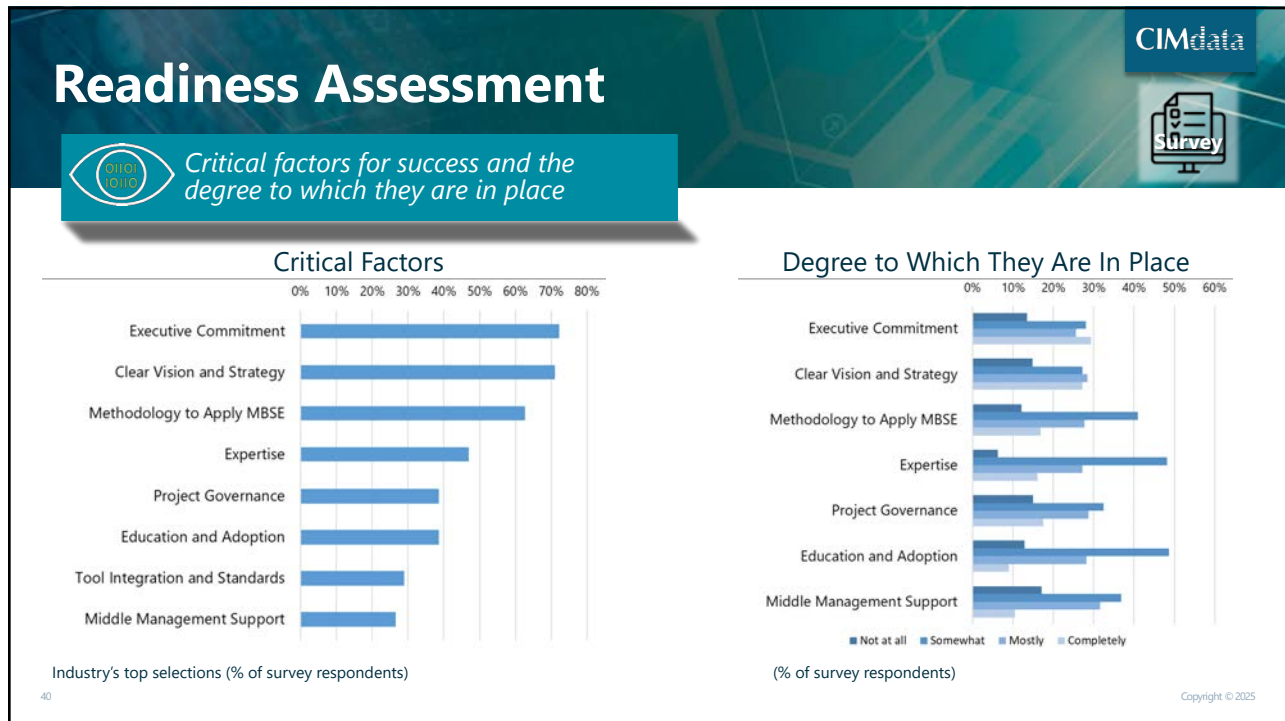 CIMdata
Readiness Assessment
Survey
01101
10110
Critical factors for success and the
degree to which they are in place
Critical Factors
0% 10% 20% 30% 40% 50% 60% 70% 80%
Executive Commitment
Clear Vision and Strategy
Methodology to Apply MBSE
Expertise
Project Governance
Education and Adoption
Tool Integration and Standards
Middle Management Support
Industry's top selections (% of survey respondents)
Degree to Which They Are In Place
0% 10% 20% 30% 40% 50% 60%
Executive Commitment
Clear Vision and Strategy
Methodology to Apply MBSE
Expertise
Project Governance
Education and Adoption
Middle Management Support
Not at all Somewhat Mostly Completely
(% of survey respondents)
40
Copyright © 2025